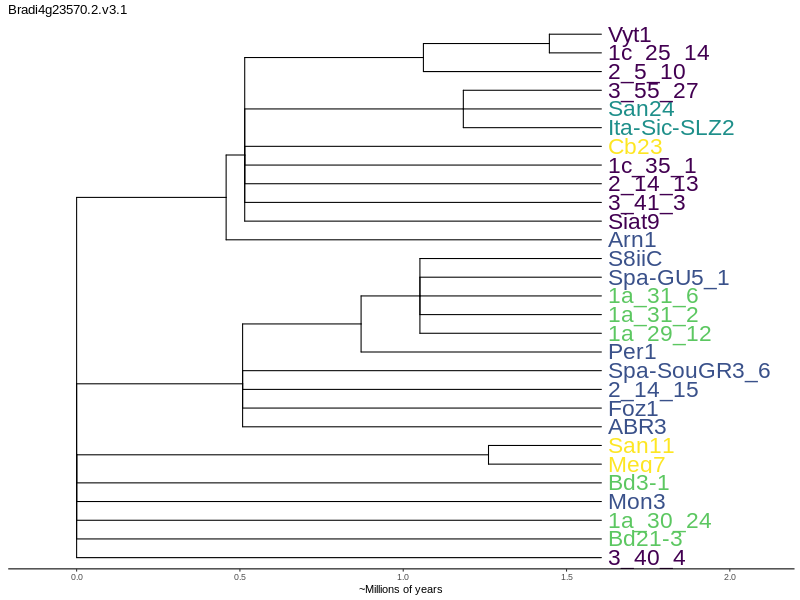 Bradi4g23570.2.v3.1
Vyt1
1c_25_14
2_5_10
3_55_27
San24
Ita-Sic-SLZ2
Cb23
1c_35_1
2_14_13
3_41_3
Siat9
Arn1
S8iiC
Spa-GU5_1
1a_31_6
1a_31_2
1a_29_12
Per1
Spa-SouGR3_6
2_14_15
Foz1
ABR3
San11
Meg7
Bd3-1
Mon3
1a_30_24
Bd21-3
3_40_4
0.0 0.5 1.0 1.5 2.0
~Millions of years